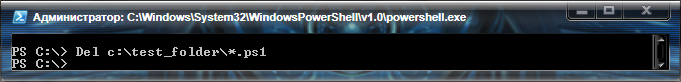 Администратор: C:\Windows\System32\WindowsPowerShell\v1.0\powershell.exe
PS C:\> Del c:\test_folder\*.ps1
PS C:\>